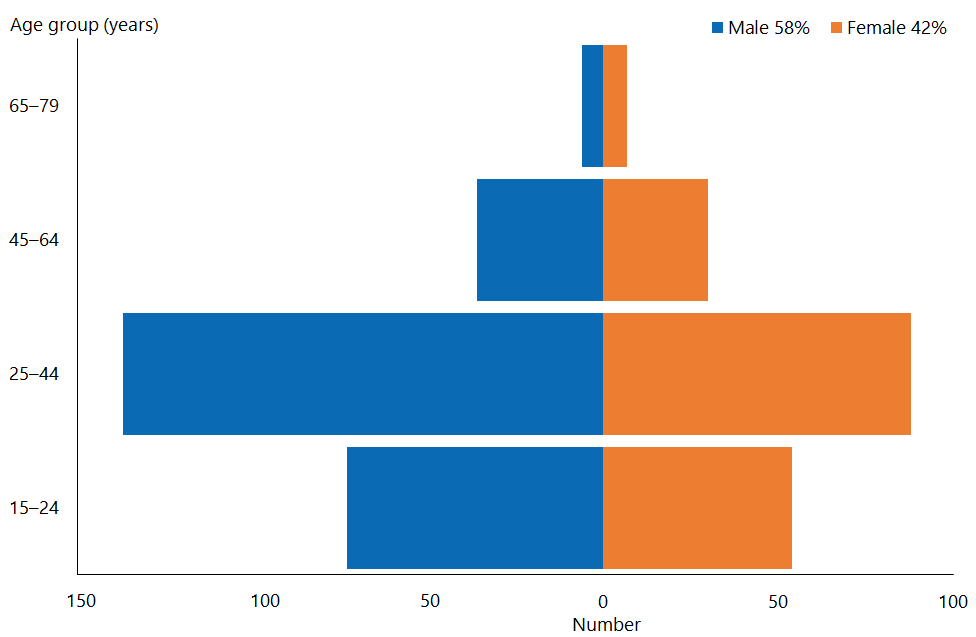 Age group (years)
Male 58% Female 42%
65–79
45–64
25–44
15–24
150 100 50 0 50 100
Number